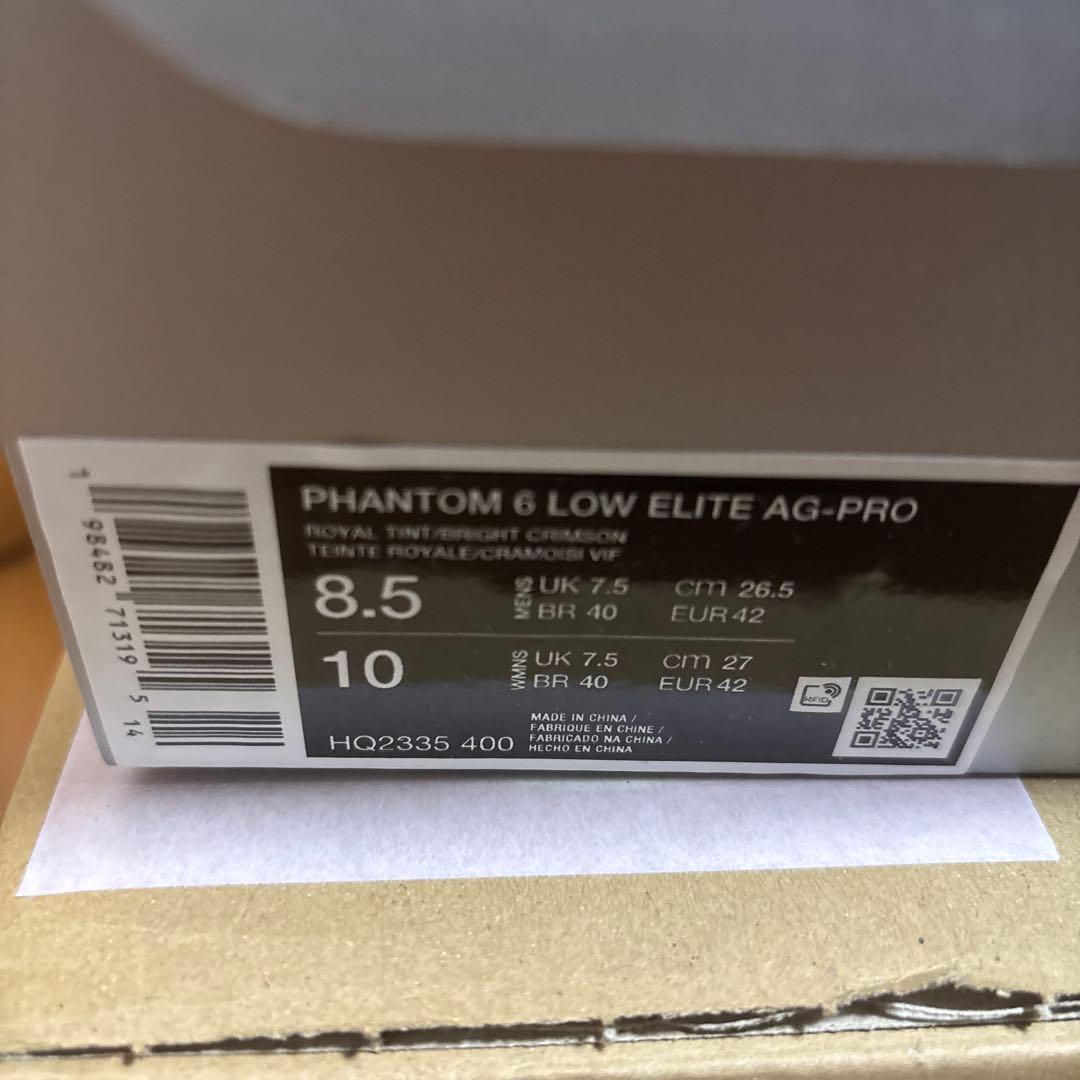 PHANTOM 6 LOW ELITE AG-PRO
ROYAL TINT/BRIGHT CRIMSON
TEINTE ROYALE/CRAMOISI VIF
8.5 MENS UK 7.5 cm 26.5
BR 40 EUR 42
10 WMNS UK 7.5 cm 27
BR 40 EUR 42
HQ2335 400
MADE IN CHINA /
FABRIQUE EN CHINE /
FABRICADO NA CHINA /
HECHO EN CHINA
RFID
1 98482 71319 5 14